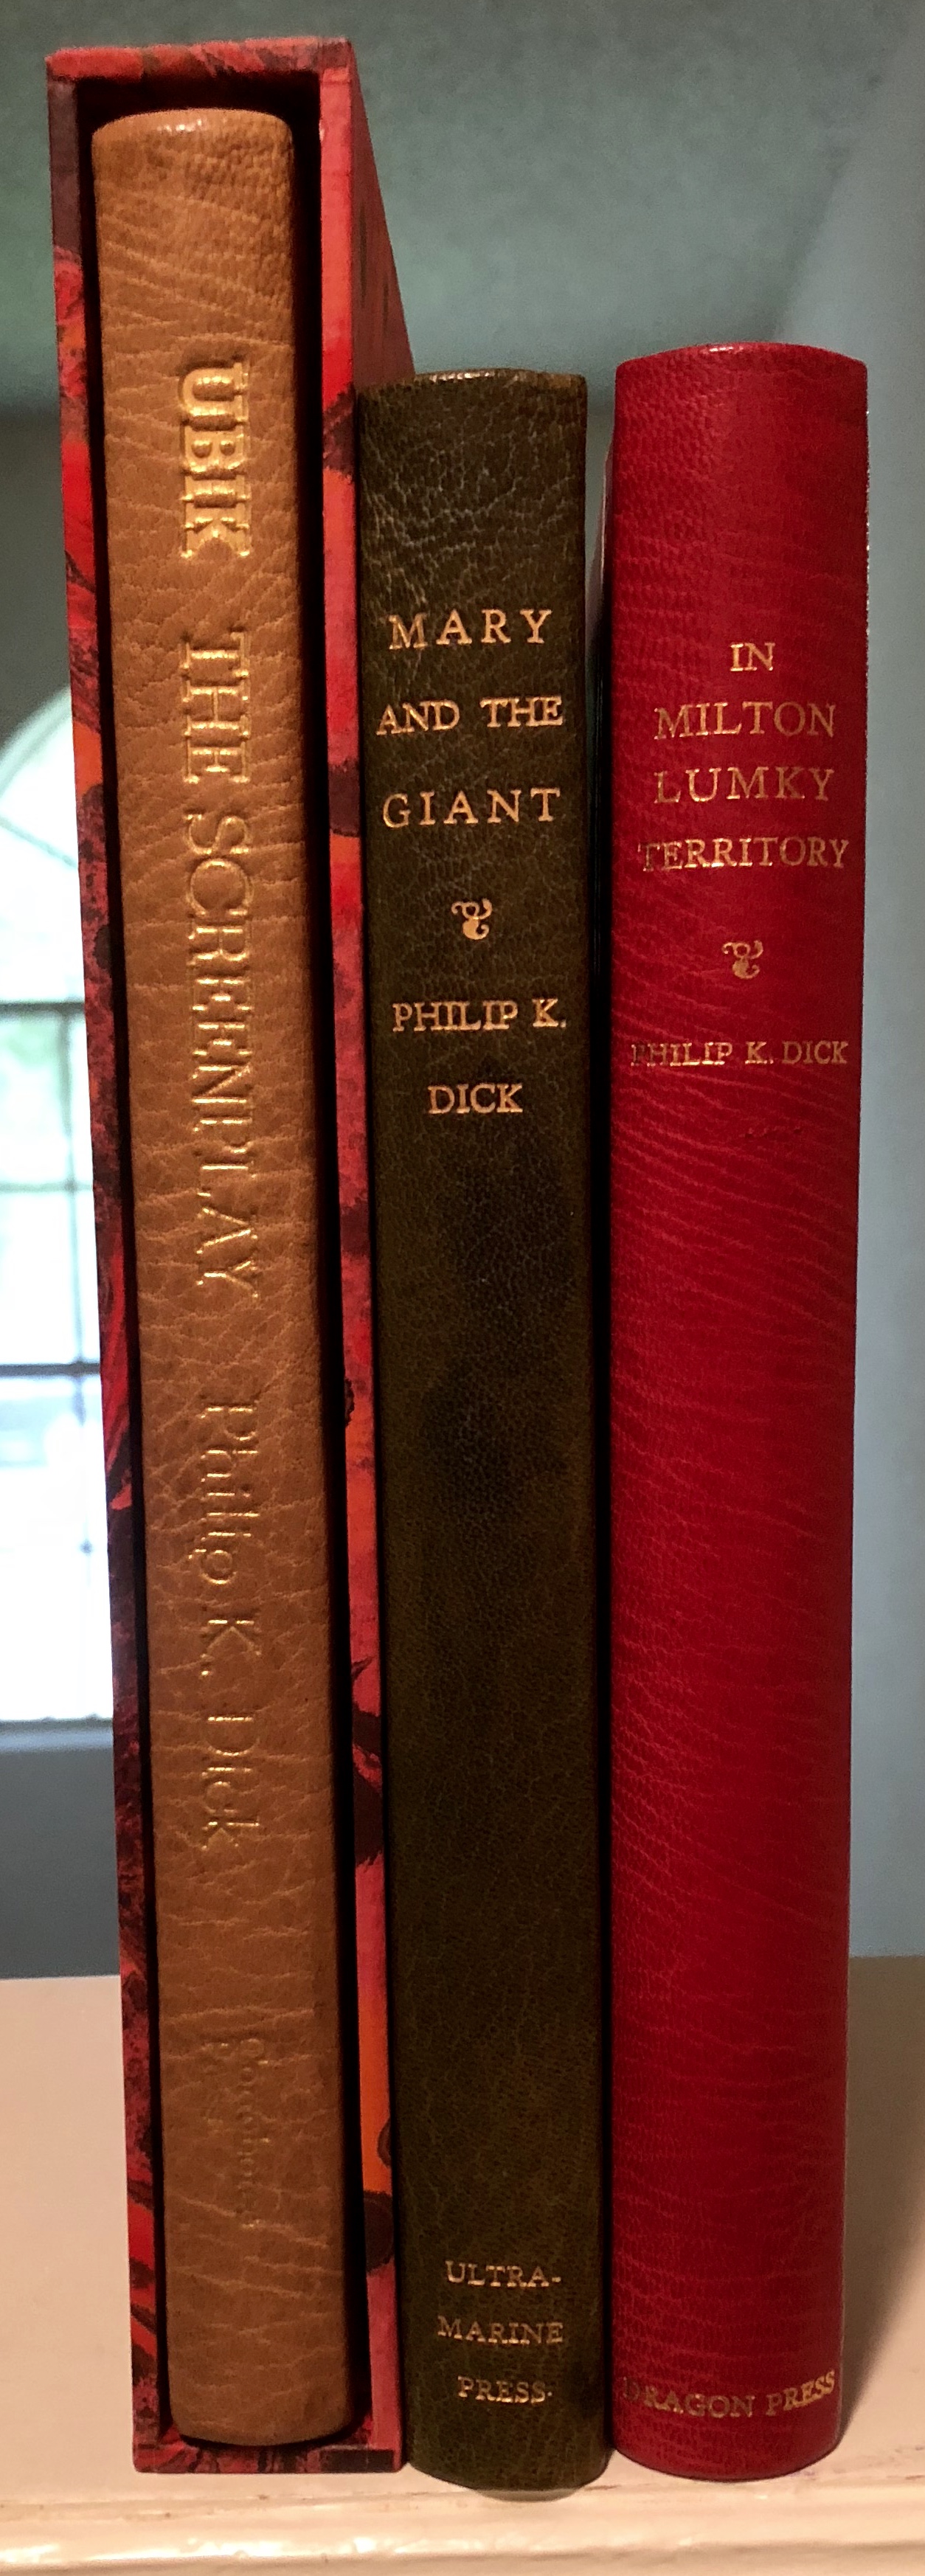 UBIK THE SCREENPLAY Philip K. Dick
MARY
AND THE
GIANT
PHILIP K.
DICK
ULTRA-
MARINE
PRESS
IN
MILTON
LUMKY
TERRITORY
PHILIP K. DICK
DRAGON PRESS